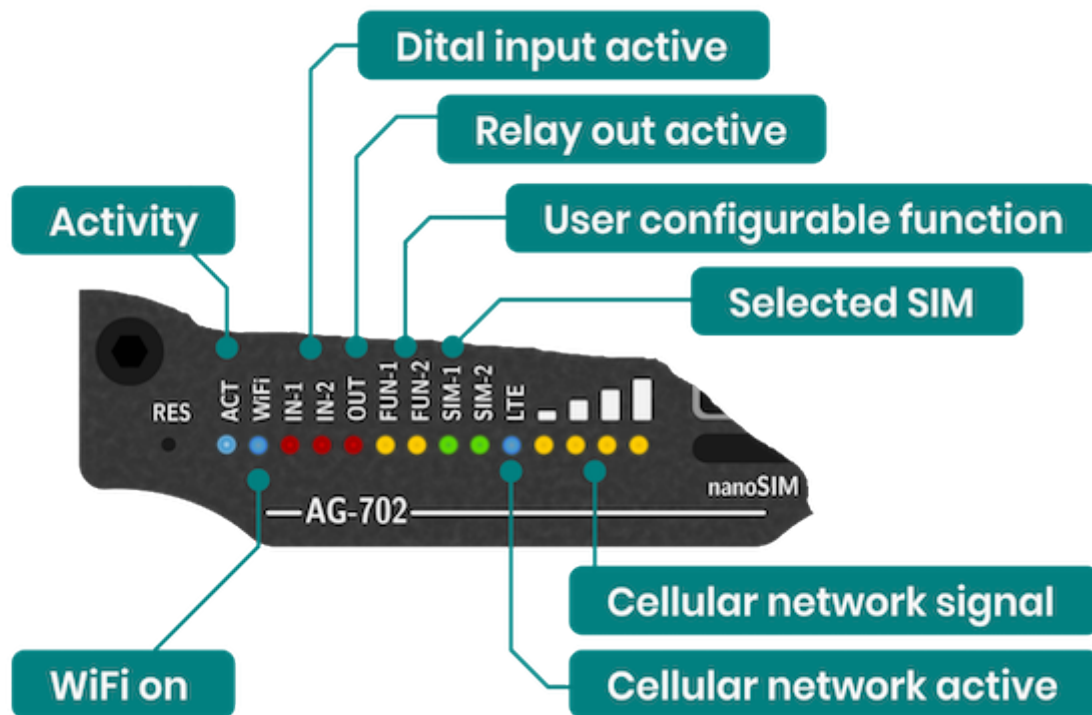 Dital input active
Relay out active
Activity
User configurable function
Selected SIM
RES
ACT
WiFi
IN-1
IN-2
OUT
FUN-1
FUN-2
SIM-1
SIM-2
LTE
nanoSIM
AG-702
Cellular network signal
WiFi on
Cellular network active